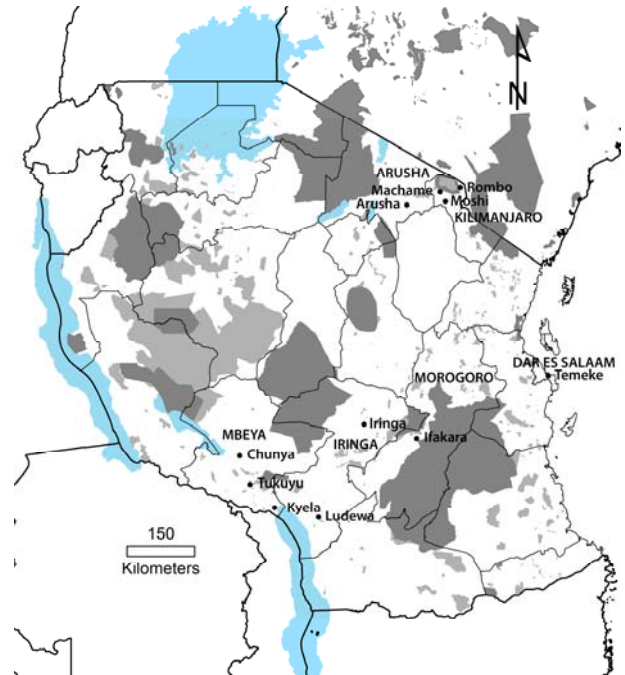 N
ARUSHA
Machame
Rombo
Arusha
Moshi
KILIMANJARO
DAR ES SALAAM
Temeke
MOROGORO
Iringa
IRINGA
Ifakara
MBEYA
Chunya
Tukuyu
Kyela
Ludewa
150
Kilometers